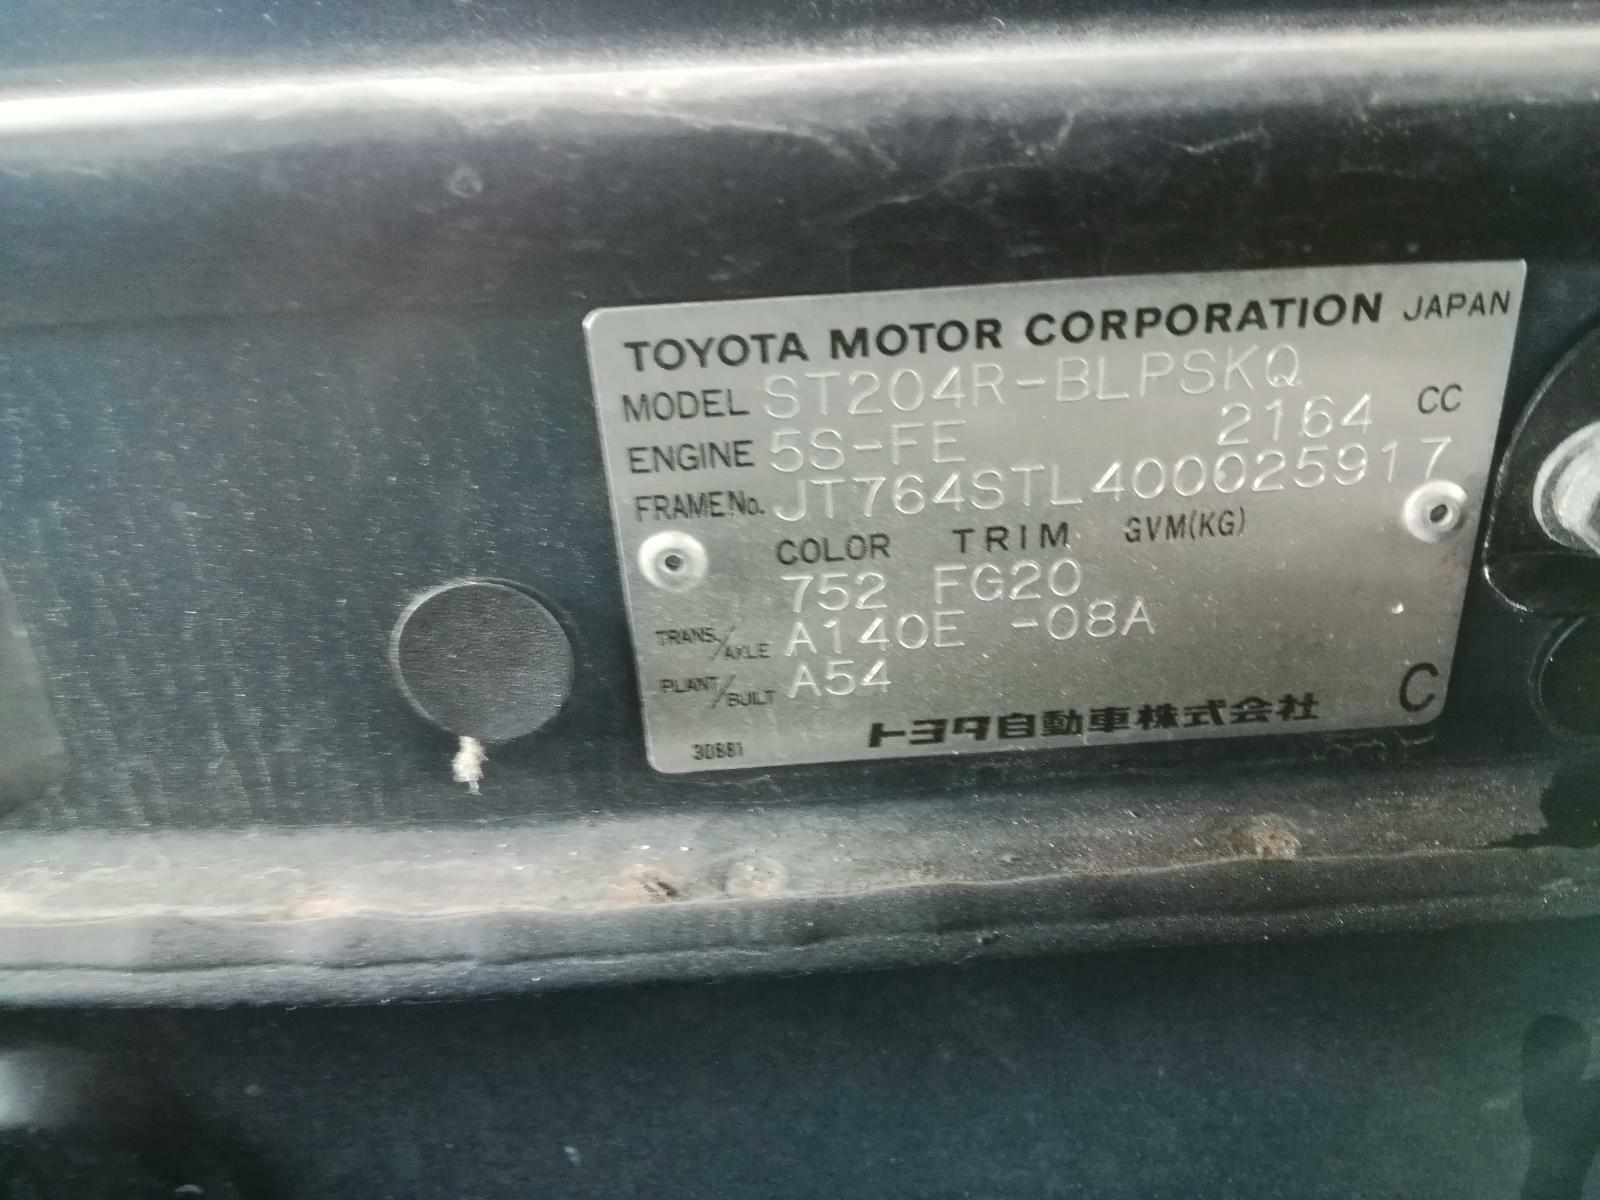 TOYOTA MOTOR CORPORATION JAPAN
MODEL ST204R-BLPSKQ
ENGINE 5S-FE 2164 CC
FRAME No. JT764STL400025917
COLOR TRIM GVM(KG)
752 FG20
TRANS./AXLE A140E -08A
PLANT/BUILT A54
30881 トヨタ自動車株式会社 C